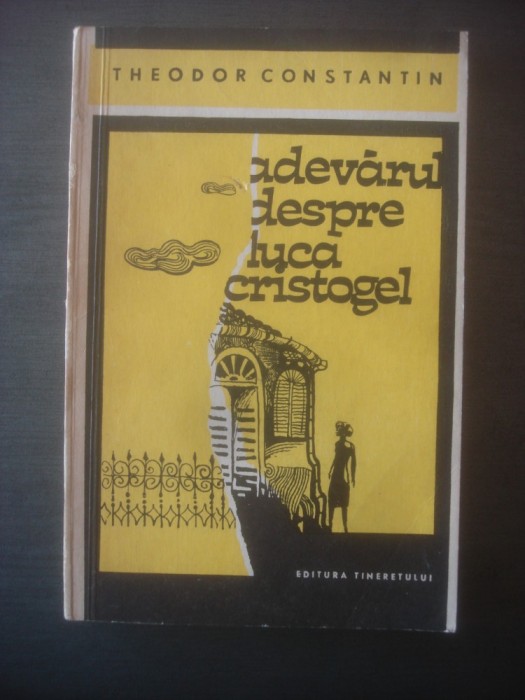 THEODOR CONSTANTIN
adevărul
despre
luca
cristogel
EDITURA TINERETULUI